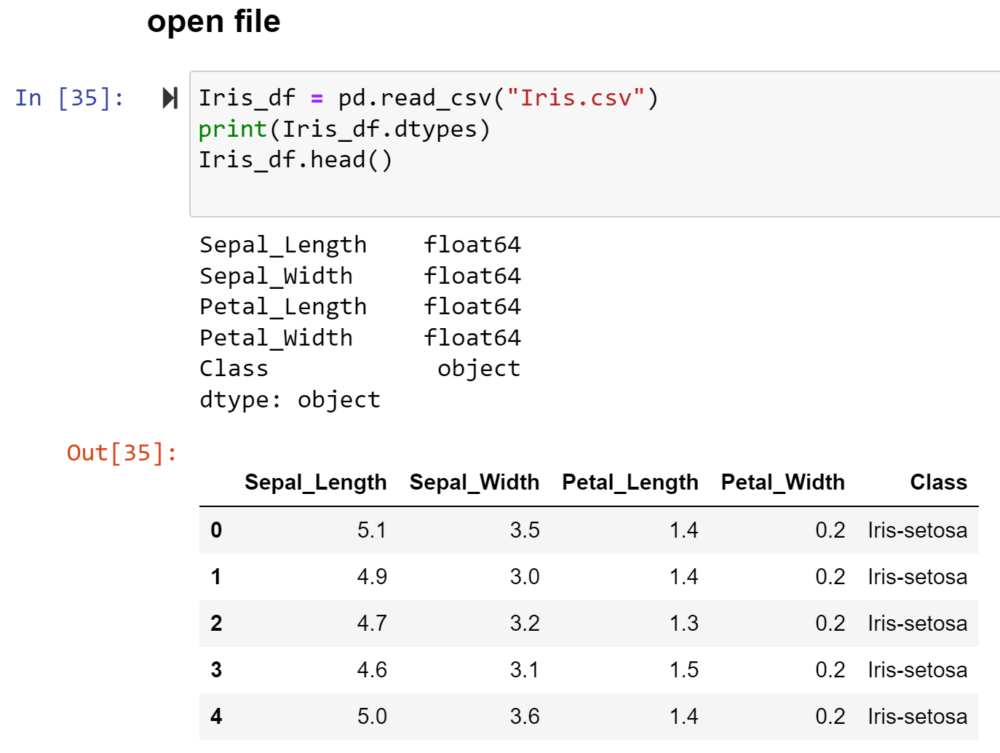 open file
In [35]: Iris_df = pd.read_csv("Iris.csv")
print(Iris_df.dtypes)
Iris_df.head()
Sepal_Length    float64
Sepal_Width     float64
Petal_Length    float64
Petal_Width     float64
Class            object
dtype: object
Out[35]:
Sepal_Length Sepal_Width Petal_Length Petal_Width Class
0 5.1 3.5 1.4 0.2 Iris-setosa
1 4.9 3.0 1.4 0.2 Iris-setosa
2 4.7 3.2 1.3 0.2 Iris-setosa
3 4.6 3.1 1.5 0.2 Iris-setosa
4 5.0 3.6 1.4 0.2 Iris-setosa